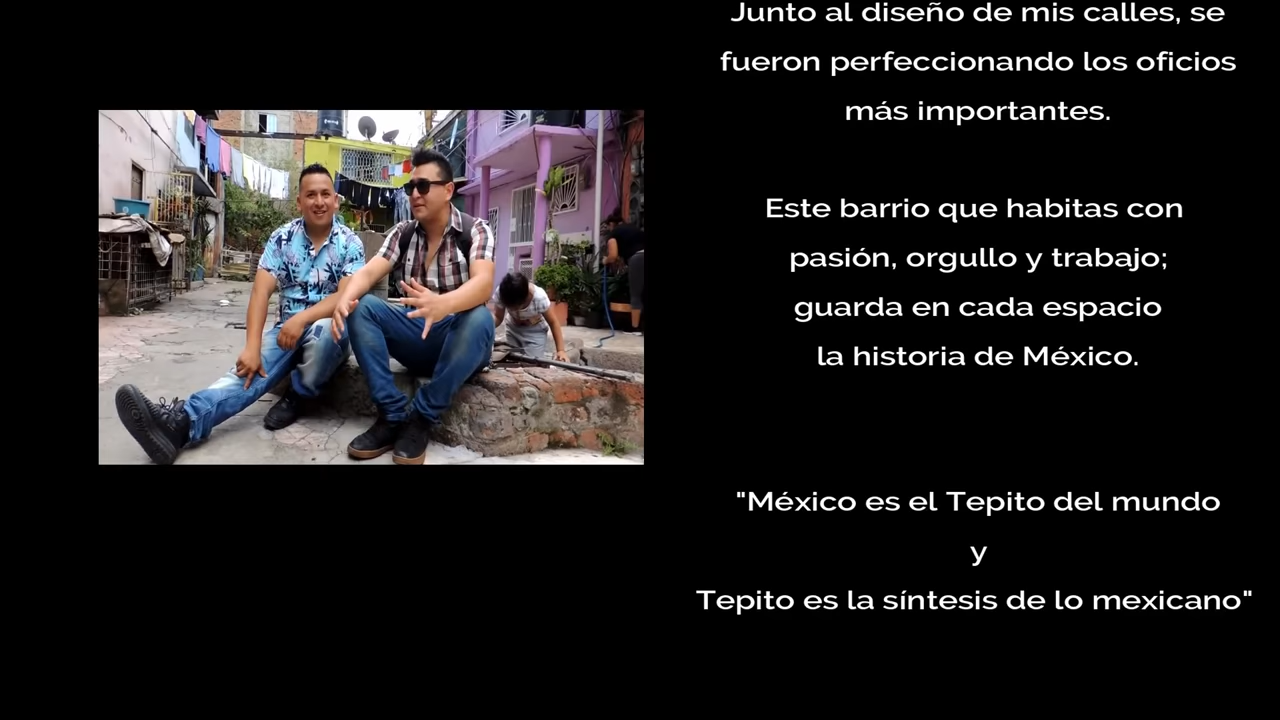 Junto al diseño de mis calles, se
fueron perfeccionando los oficios
más importantes.
Este barrio que habitas con
pasión, orgullo y trabajo;
guarda en cada espacio
la historia de México.
"México es el Tepito del mundo
y
Tepito es la síntesis de lo mexicano"